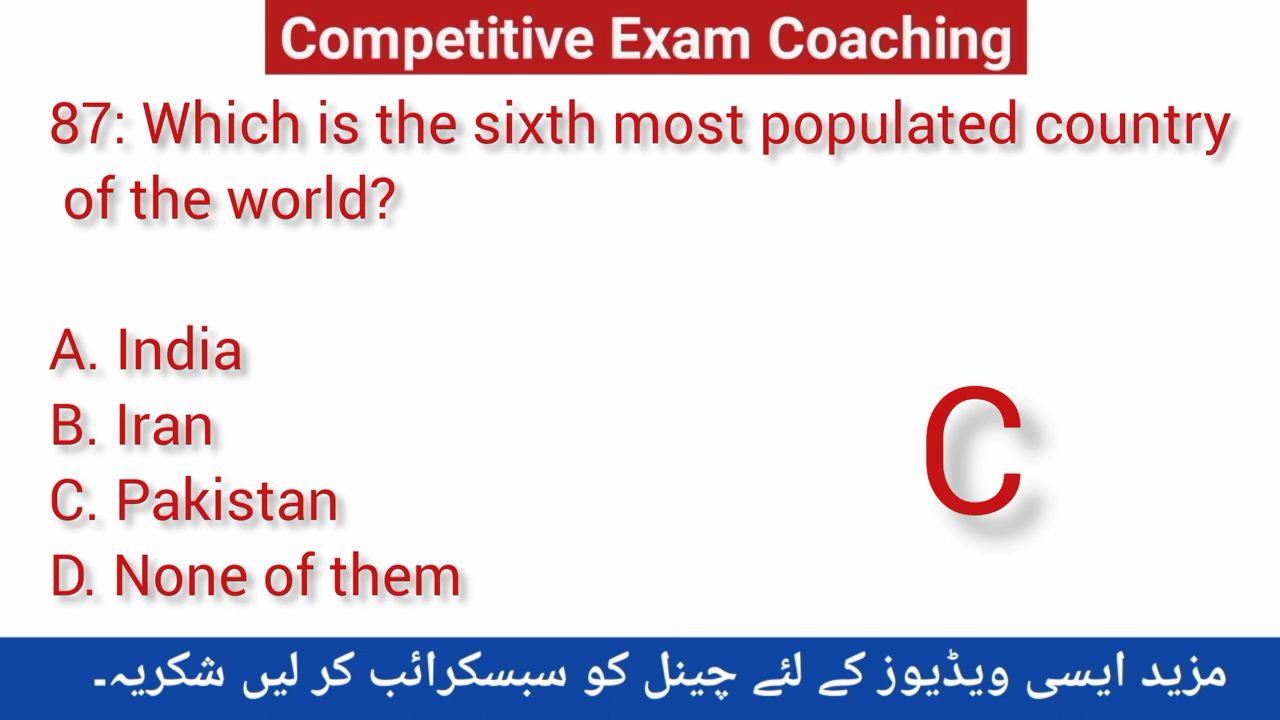 Competitive Exam Coaching
87: Which is the sixth most populated country
of the world?
A. India
B. Iran
C. Pakistan
D. None of them
C
مزید ایسی ویڈیوز کے لئے چینل کو سبسکرائب کر لیں شکریہ۔